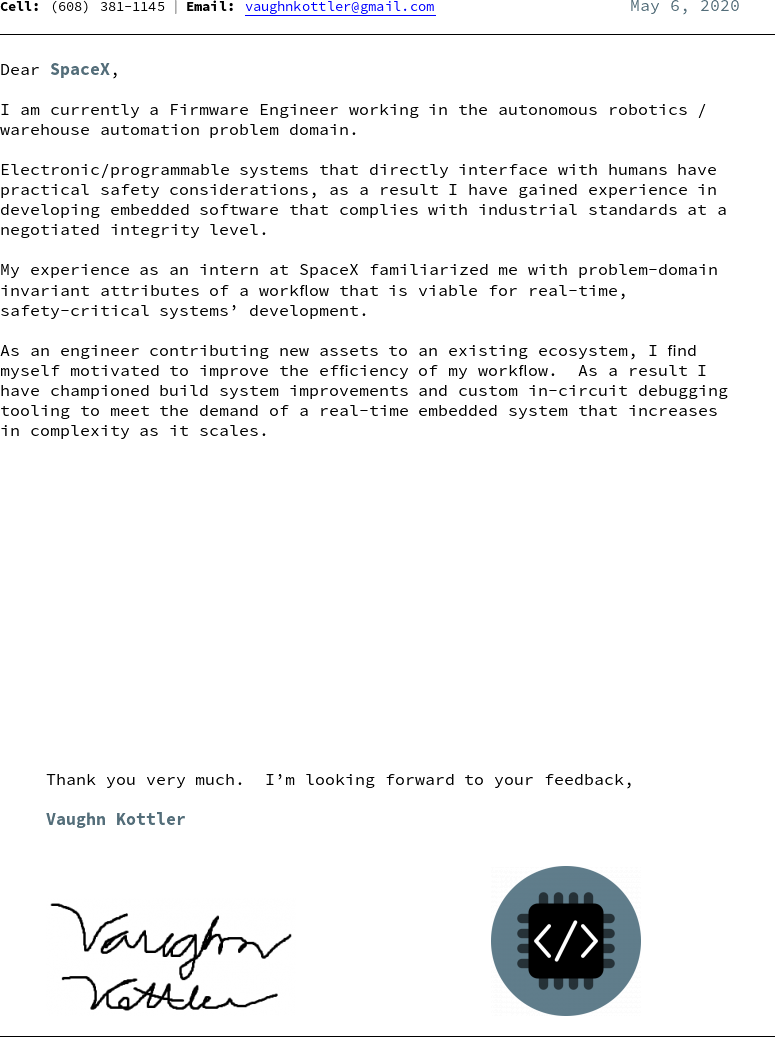 Cell: (608) 381-1145 | Email: vaughnkottler@gmail.com May 6, 2020
Dear SpaceX,
I am currently a Firmware Engineer working in the autonomous robotics /
warehouse automation problem domain.
Electronic/programmable systems that directly interface with humans have
practical safety considerations, as a result I have gained experience in
developing embedded software that complies with industrial standards at a
negotiated integrity level.
My experience as an intern at SpaceX familiarized me with problem-domain
invariant attributes of a workflow that is viable for real-time,
safety-critical systems’ development.
As an engineer contributing new assets to an existing ecosystem, I find
myself motivated to improve the efficiency of my workflow.  As a result I
have championed build system improvements and custom in-circuit debugging
tooling to meet the demand of a real-time embedded system that increases
in complexity as it scales.
Thank you very much.  I’m looking forward to your feedback,
Vaughn Kottler
Vaughn
Kottler
</>